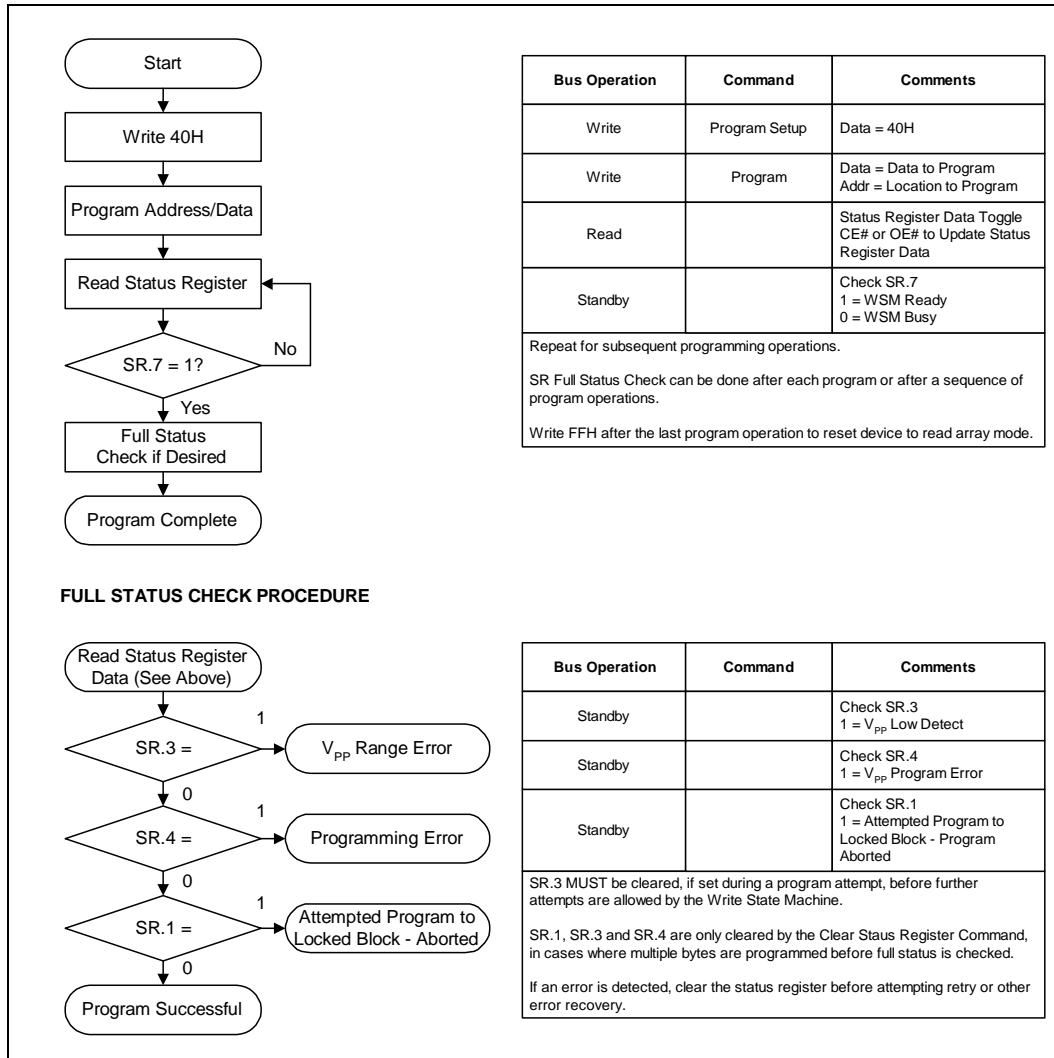 Start
Write 40H
Program Address/Data
Read Status Register
SR.7 = 1?
No
Yes
Full Status
Check if Desired
Program Complete
Bus Operation Command Comments
Write Program Setup Data = 40H
Write Program Data = Data to Program
Addr = Location to Program
Read Status Register Data Toggle
CE# or OE# to Update Status
Register Data
Standby Check SR.7
1 = WSM Ready
0 = WSM Busy
Repeat for subsequent programming operations.
SR Full Status Check can be done after each program or after a sequence of
program operations.
Write FFH after the last program operation to reset device to read array mode.
FULL STATUS CHECK PROCEDURE
Read Status Register
Data (See Above)
SR.3 =
1
V_PP Range Error
0
SR.4 =
1
Programming Error
0
SR.1 =
1
Attempted Program to
Locked Block - Aborted
0
Program Successful
Bus Operation Command Comments
Standby Check SR.3
1 = V_PP Low Detect
Standby Check SR.4
1 = V_PP Program Error
Standby Check SR.1
1 = Attempted Program to
Locked Block - Program
Aborted
SR.3 MUST be cleared, if set during a program attempt, before further
attempts are allowed by the Write State Machine.
SR.1, SR.3 and SR.4 are only cleared by the Clear Staus Register Command,
in cases where multiple bytes are programmed before full status is checked.
If an error is detected, clear the status register before attempting retry or other
error recovery.